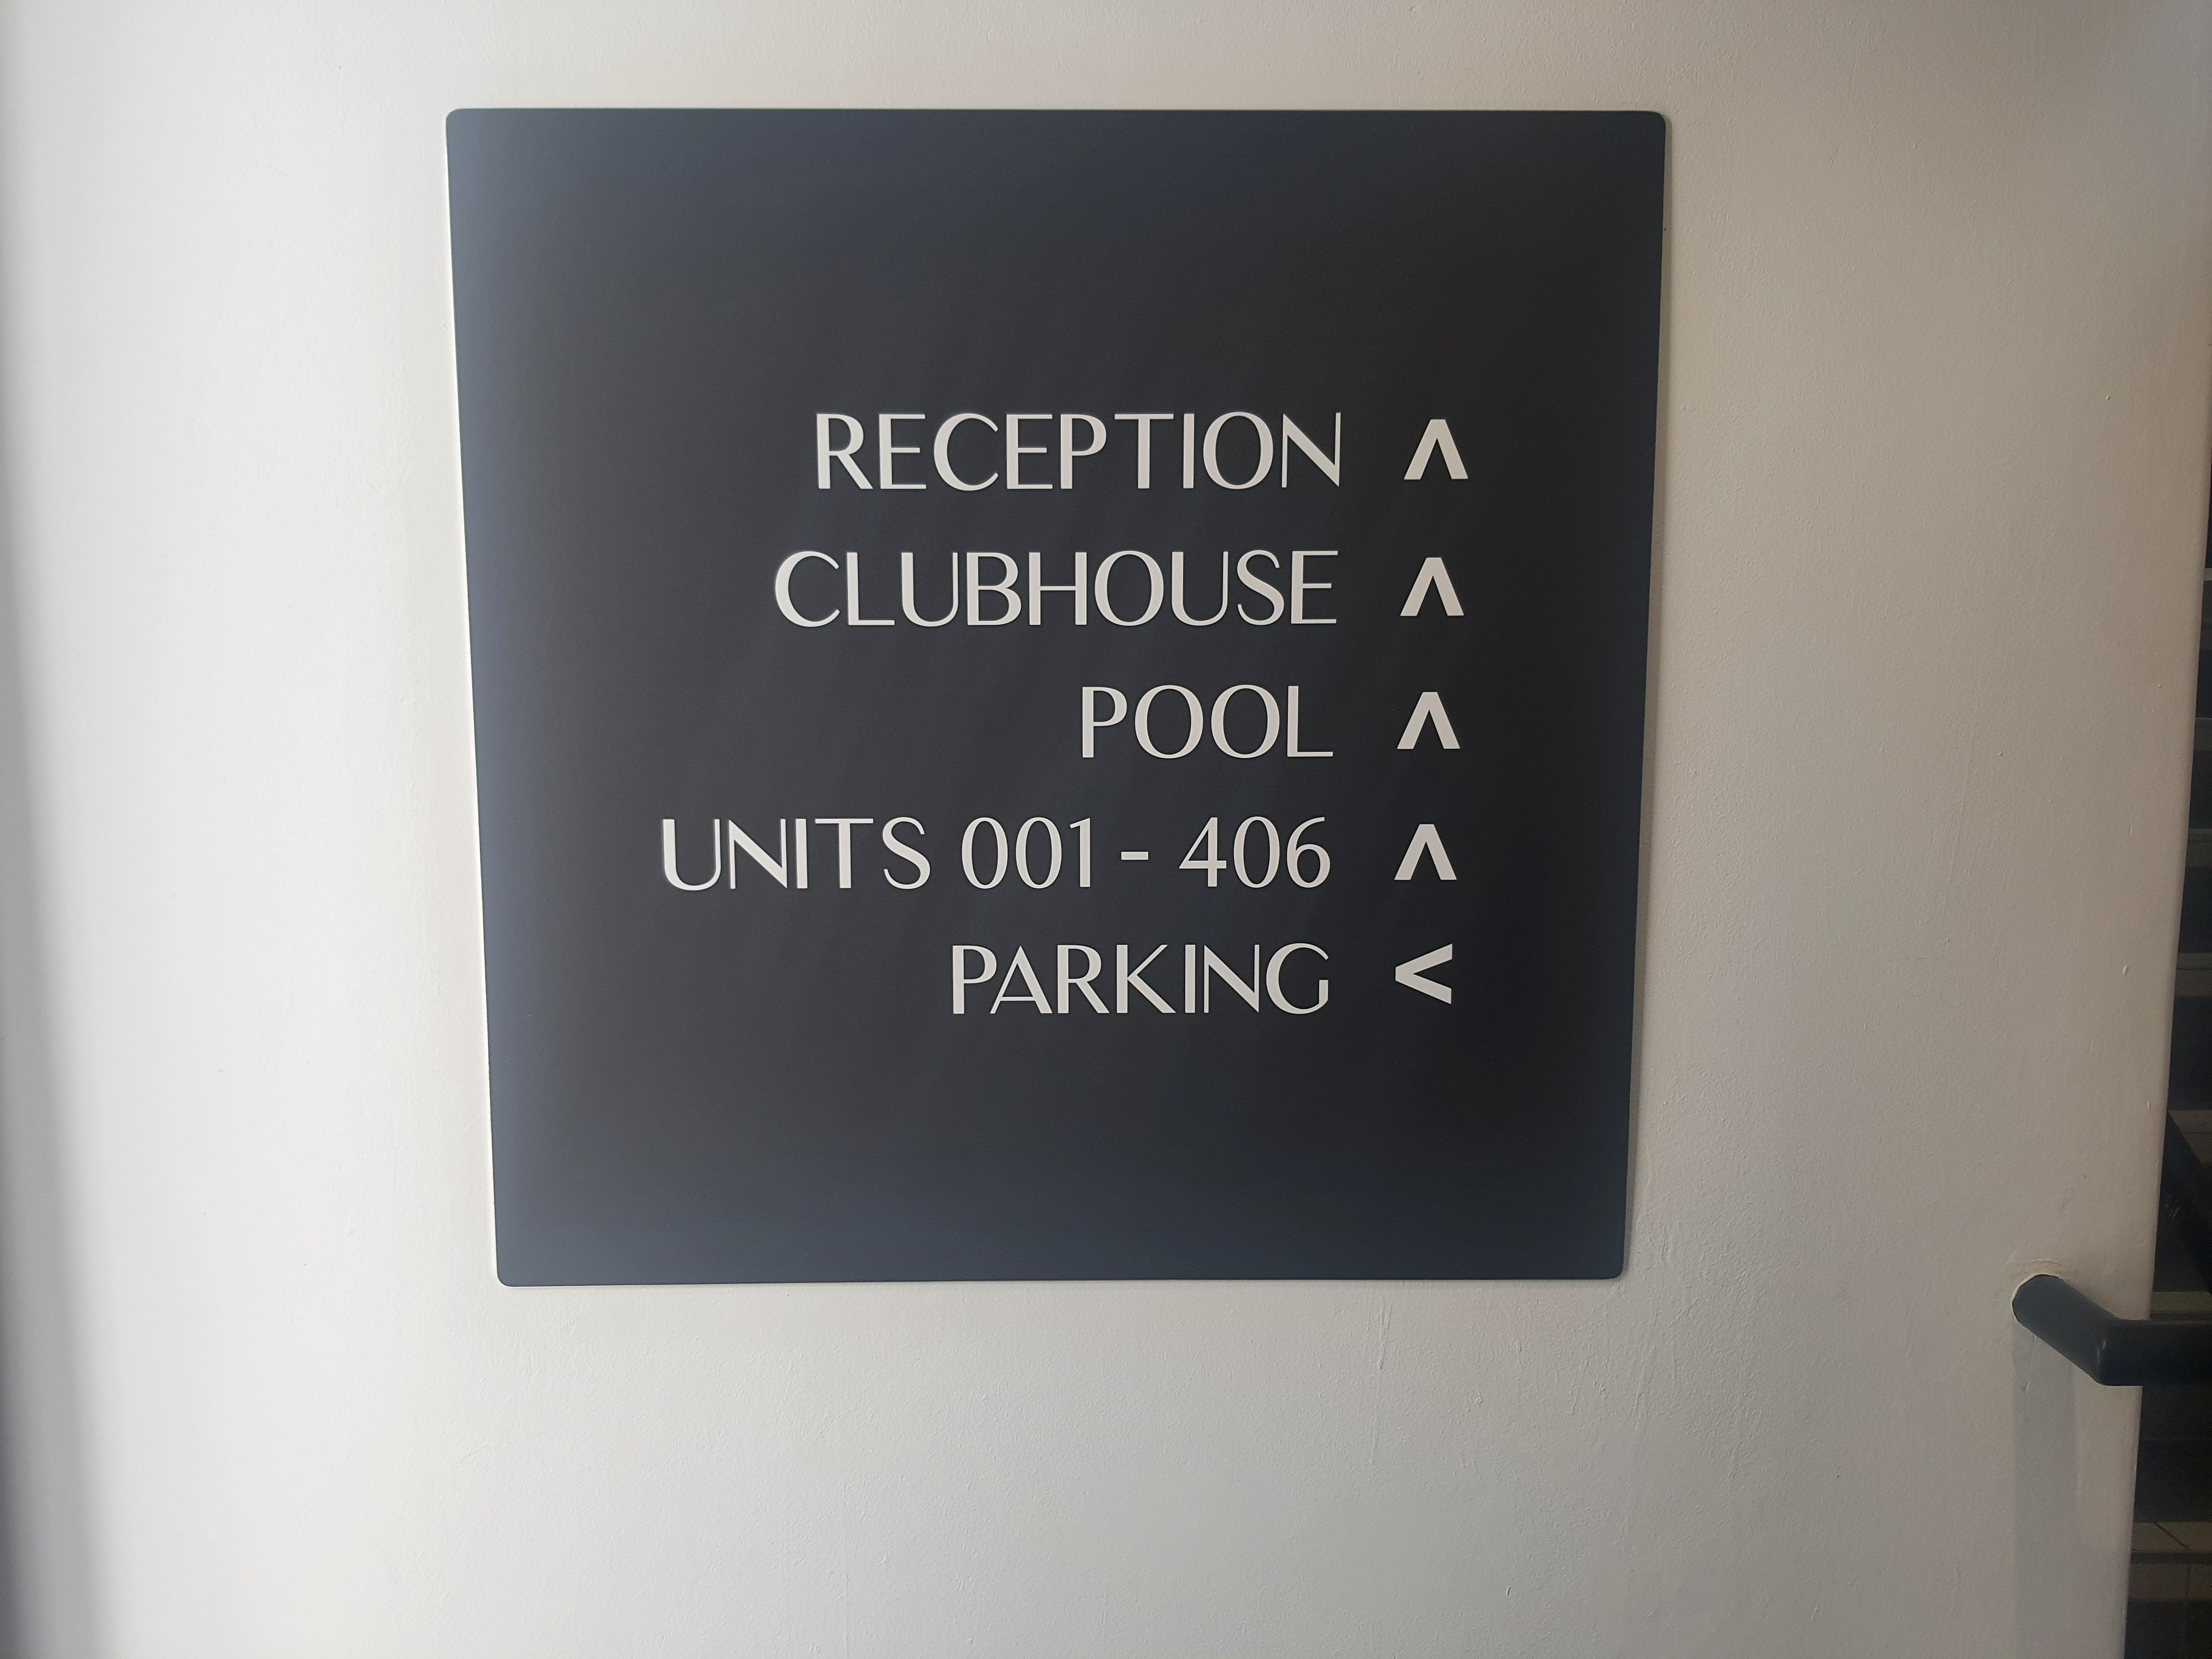 RECEPTION ∧
CLUBHOUSE ∧
POOL ∧
UNITS 001 - 406 ∧
PARKING <